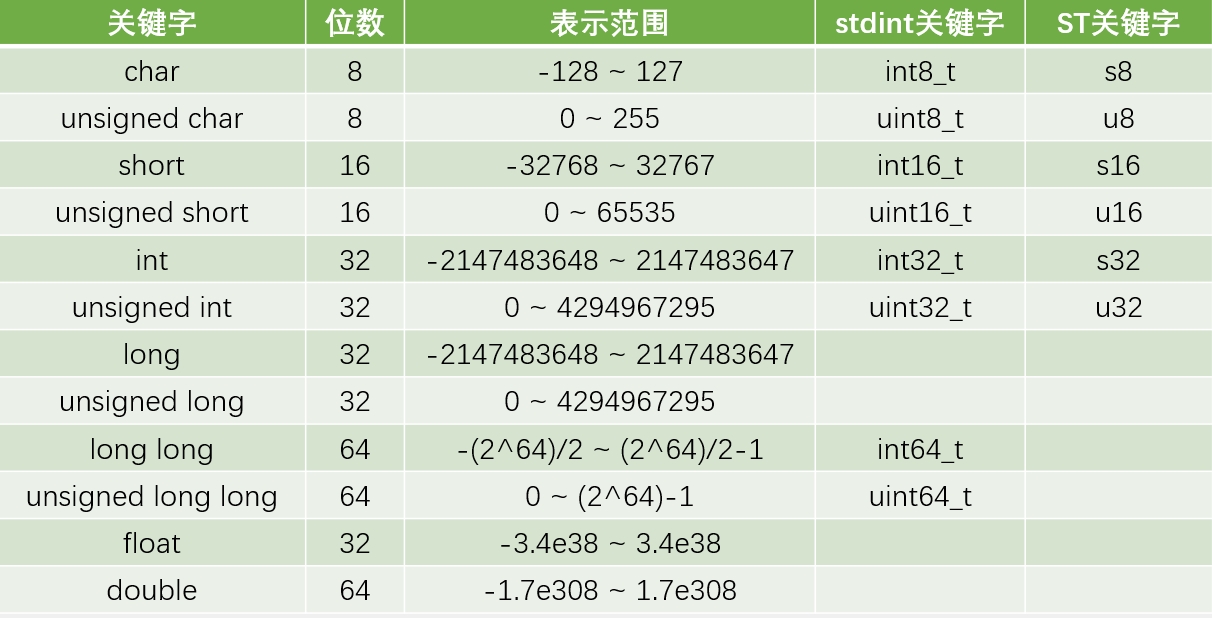 关键字 位数 表示范围 stdint关键字 ST关键字
char 8 -128 ~ 127 int8_t s8
unsigned char 8 0 ~ 255 uint8_t u8
short 16 -32768 ~ 32767 int16_t s16
unsigned short 16 0 ~ 65535 uint16_t u16
int 32 -2147483648 ~ 2147483647 int32_t s32
unsigned int 32 0 ~ 4294967295 uint32_t u32
long 32 -2147483648 ~ 2147483647
unsigned long 32 0 ~ 4294967295
long long 64 -(2^64)/2 ~ (2^64)/2-1 int64_t
unsigned long long 64 0 ~ (2^64)-1 uint64_t
float 32 -3.4e38 ~ 3.4e38
double 64 -1.7e308 ~ 1.7e308